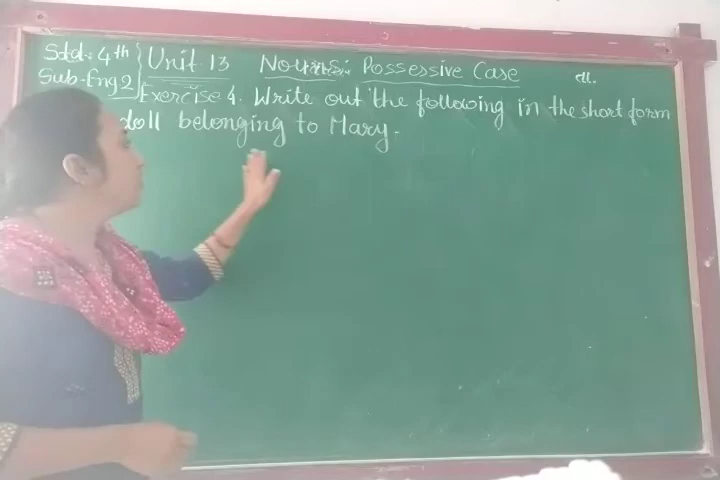 Std: 4th Unit 13 Nouns: Possessive Case
Sub-Eng 2 Exercise 4. Write out the following in the short form
doll belonging to Mary.